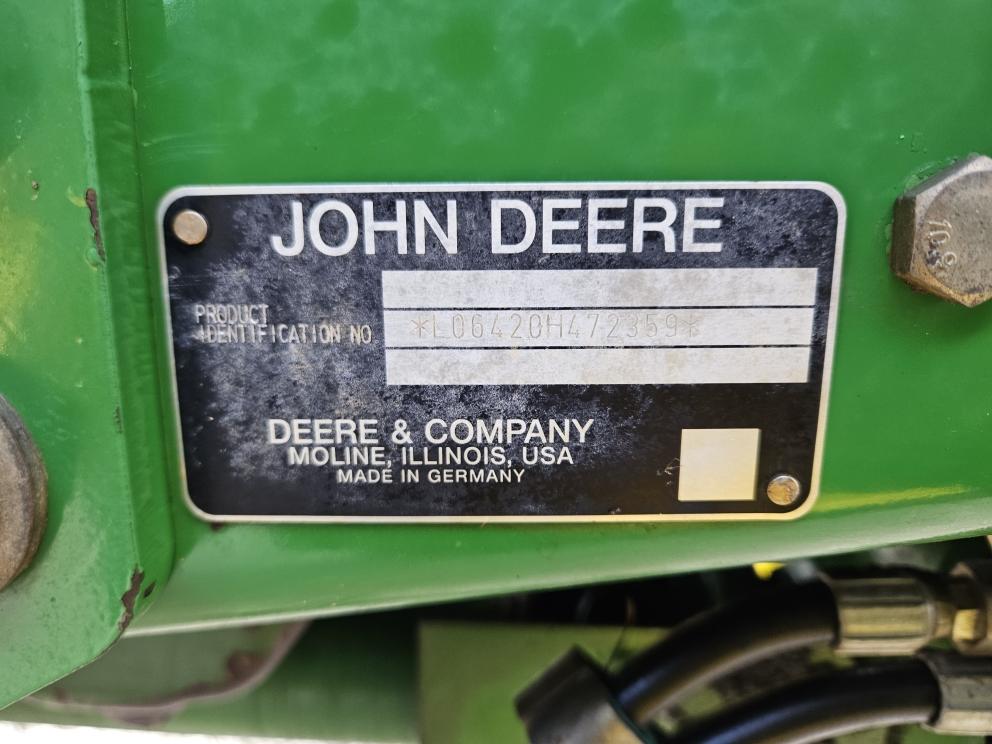 JOHN DEERE
PRODUCT
IDENTIFICATION NO
*L06420H472359*
DEERE & COMPANY
MOLINE, ILLINOIS, USA
MADE IN GERMANY
10.9